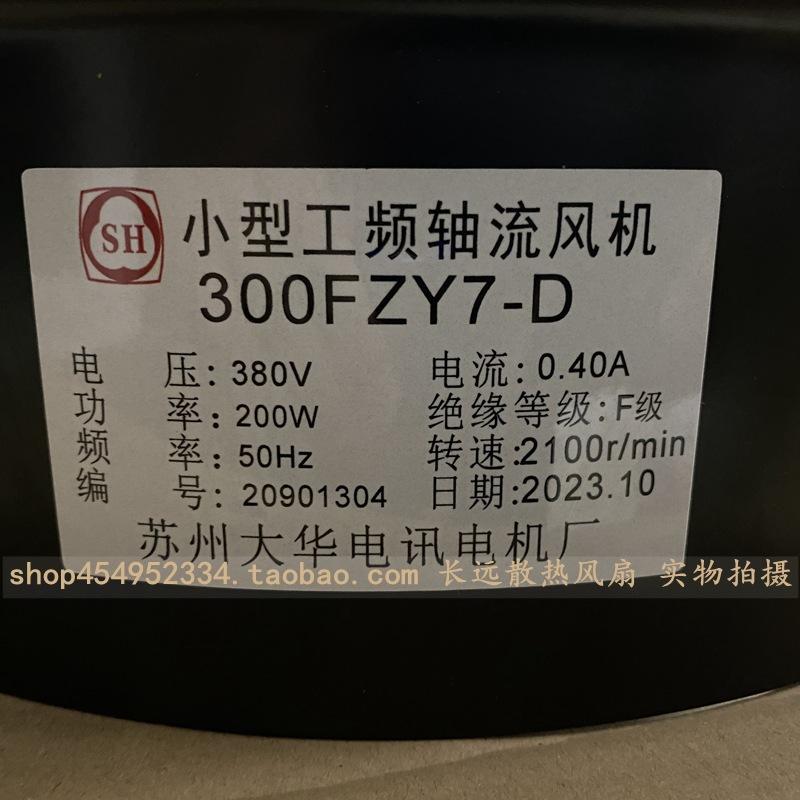 SH
小型工频轴流风机
300FZY7-D
电压:380V 电流:0.40A
功率:200W 绝缘等级:F级
频率:50Hz 转速:2100r/min
编号:20901304 日期:2023.10
苏州大华电讯电机厂
shop454952334.taobao.com 长远散热风扇 实物拍摄